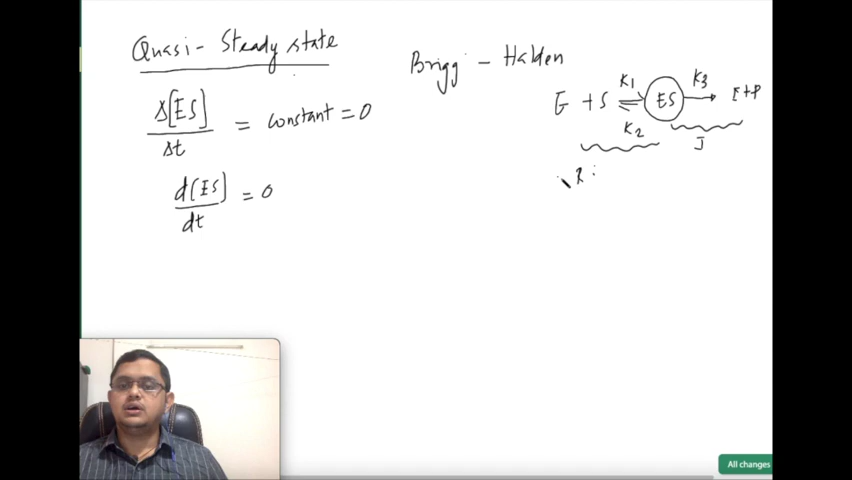 Quasi - Steady state
Δ[ES]
Δt
= constant = 0
d[ES]
dt
= 0
Brigg - Halden
E + S ⇌ ES → E+P
K1
K2
K3
J
R :
All changes